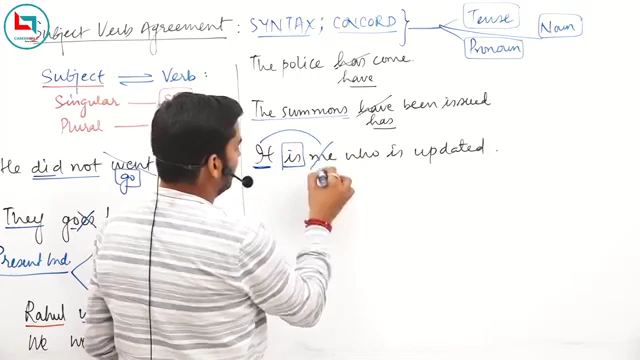 Subject Verb Agreement : SYNTAX ; CONCORD
Tense
Noun
Pronoun
Subject ⇌ Verb :
Singular
Plural
He did not went
go
They goes
Present Ind
Rahul
We
The police has come.
have
The summons have been issued
has
It is me who is updated.